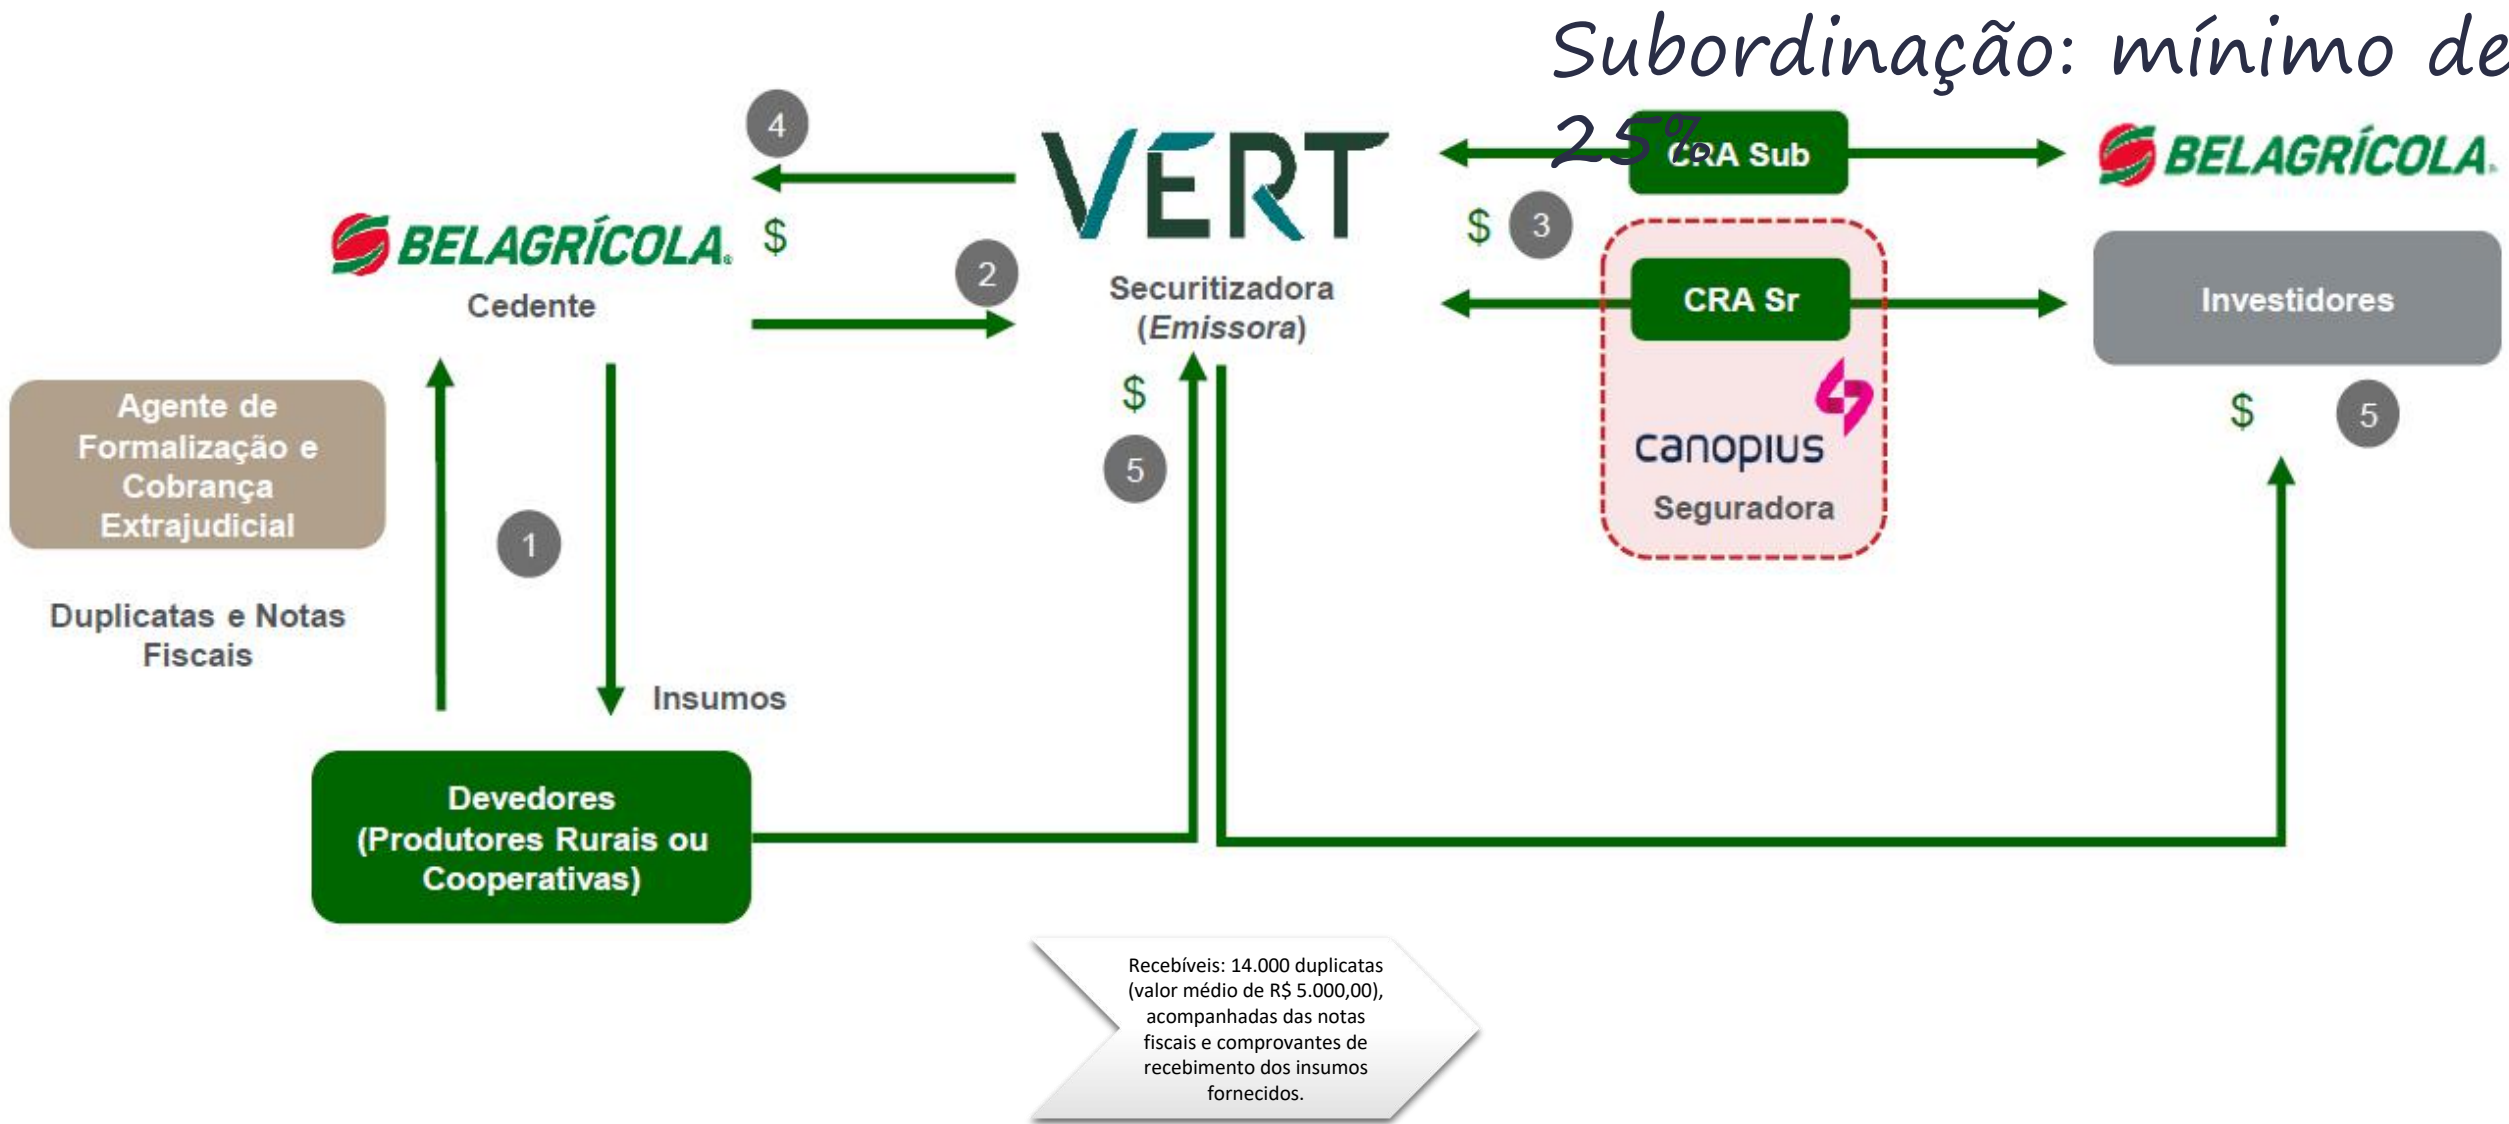 Subordinação: mínimo de
25%
4
VERT
CRA Sub
BELAGRÍCOLA
BELAGRÍCOLA
Cedente
$
2
Securitizadora
(Emissora)
$
3
CRA Sr
Investidores
Agente de
Formalização e
Cobrança
Extrajudicial
1
$
5
canopius
Seguradora
$
5
Duplicatas e Notas
Fiscais
Insumos
Devedores
(Produtores Rurais ou
Cooperativas)
Recebíveis: 14.000 duplicatas
(valor médio de R$ 5.000,00),
acompanhadas das notas
fiscais e comprovantes de
recebimento dos insumos
fornecidos.